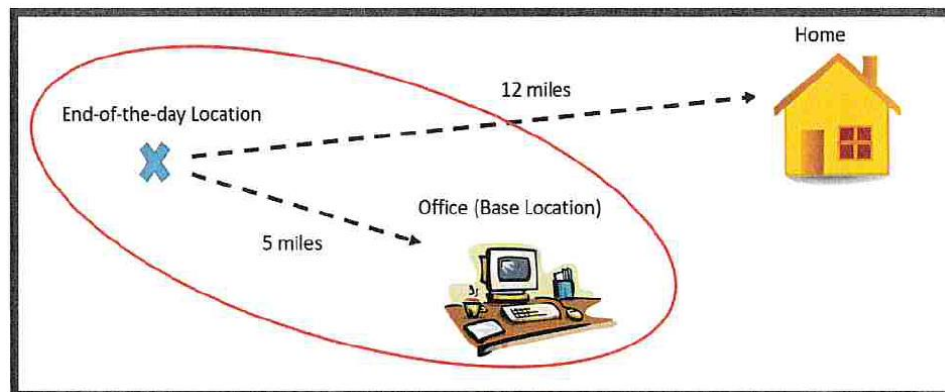 Home
12 miles
End-of-the-day Location
Office (Base Location)
5 miles